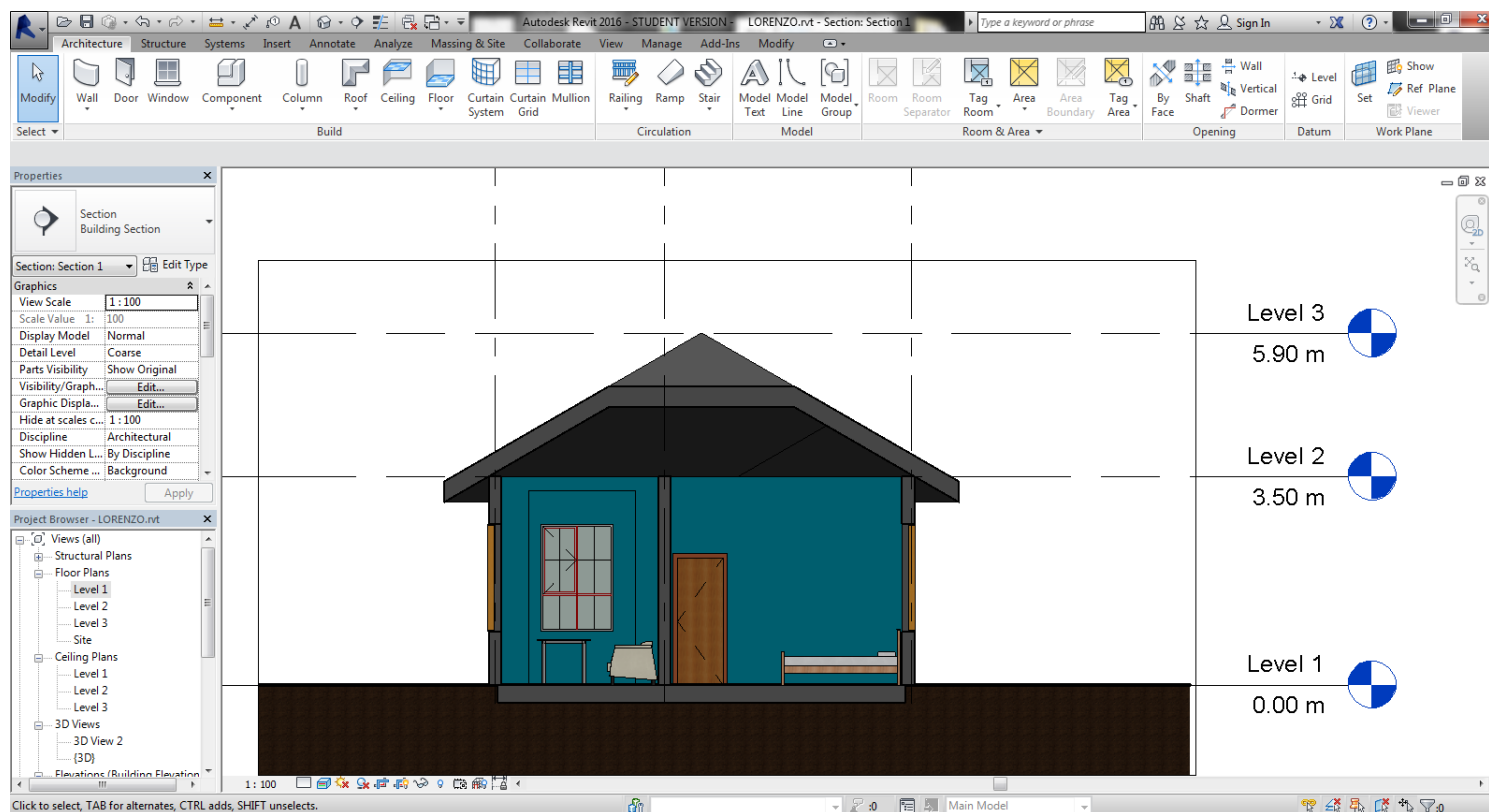 Autodesk Revit 2016 - STUDENT VERSION - LORENZO.rvt - Section: Section 1
Type a keyword or phrase
Sign In
Architecture Structure Systems Insert Annotate Analyze Massing & Site Collaborate View Manage Add-Ins Modify
Modify Wall Door Window Component Column Roof Ceiling Floor Curtain System Curtain Grid Mullion Railing Ramp Stair Model Text Model Line Model Group Room Room Separator Tag Room Area Area Boundary Tag Area By Face Shaft Wall Vertical Dormer Level Grid Set Show Ref Plane Viewer
Select Build Circulation Model Room & Area Opening Datum Work Plane
Properties
Section
Building Section
Section: Section 1 Edit Type
Graphics
View Scale 1 : 100
Scale Value 1: 100
Display Model Normal
Detail Level Coarse
Parts Visibility Show Original
Visibility/Graph... Edit...
Graphic Displa... Edit...
Hide at scales c... 1 : 100
Discipline Architectural
Show Hidden L... By Discipline
Color Scheme ... Background
Properties help Apply
Project Browser - LORENZO.rvt
Views (all)
Structural Plans
Floor Plans
Level 1
Level 2
Level 3
Site
Ceiling Plans
Level 1
Level 2
Level 3
3D Views
3D View 2
{3D}
Elevations (Building Elevation
2D
Level 3
5.90 m
Level 2
3.50 m
Level 1
0.00 m
1 : 100
Click to select, TAB for alternates, CTRL adds, SHIFT unselects.
:0
Main Model
:0